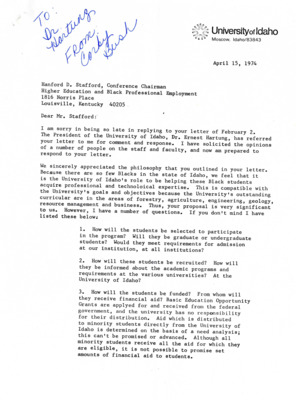 TO:
Dr
Hartung
From
Corky
Bush
University of Idaho
Moscow, Idaho/83843
April 15, 1974
Hanford D. Stafford, Conference Chairman
Higher Education and Black Professional Employment
1816 Norris Place
Louisville, Kentucky 40205
Dear Mr. Stafford:
I am sorry in being so late in replying to your letter of February 2.
The President of the University of Idaho, Dr. Ernest Hartung, has referred
your letter to me for comment and response. I have solicited the opinions
of a number of people on the staff and faculty, and now am prepared to
respond to your letter.
We sincerely appreciated the philosophy that you outlined in your letter.
Because there are so few Blacks in the state of Idaho, we feel that it
is the University of Idaho's role to be helping these Black students
acquire professional and technological expertise. This is compatible with
the University's goals and objectives because the University's outstanding
curricular are in the areas of forestry, agriculture, engineering, geology,
resource management and business. Thus, your proposal is very significant
to us. However, I have a number of questions. If you don't mind I have
listed these below:
1. How will the students be selected to participate
in the program? Will they be graduate or undergraduate
students? Would they meet requirements for admission
at our institution, at all institutions?
2. How will these students be recruited? How will
they be informed about the academic programs and
requirements at the various universities? At the
University of Idaho?
3. How will the students be funded? From whom will
they receive financial aid? Basic Education Opportunity
Grants are applyed for and received from the federal
government, and the university has no responsibility
for their distribution. Aid which is distributed
to minority students directly from the University of
Idaho is determined on the basis of a need analysis;
this can't be promised or advanced. Although all
minority students receive all the aid for which they
are eligible, it is not possible to promise set
amounts of financial aid to students.